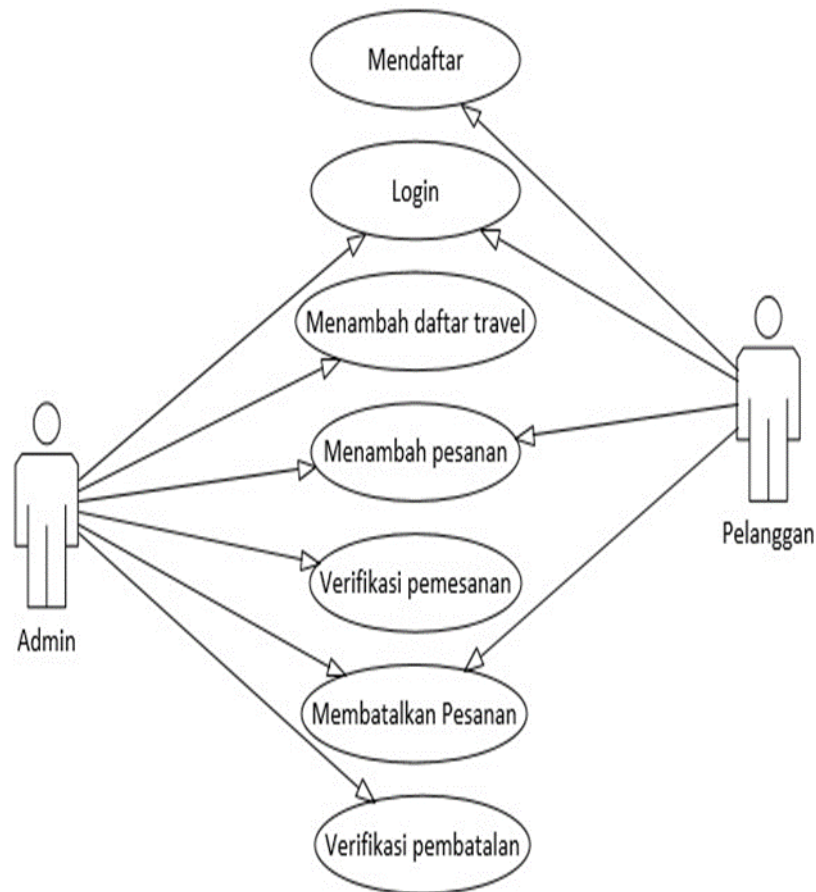 Mendaftar
Login
Menambah daftar travel
Menambah pesanan
Verifikasi pemesanan
Membatalkan Pesanan
Verifikasi pembatalan
Admin
Pelanggan